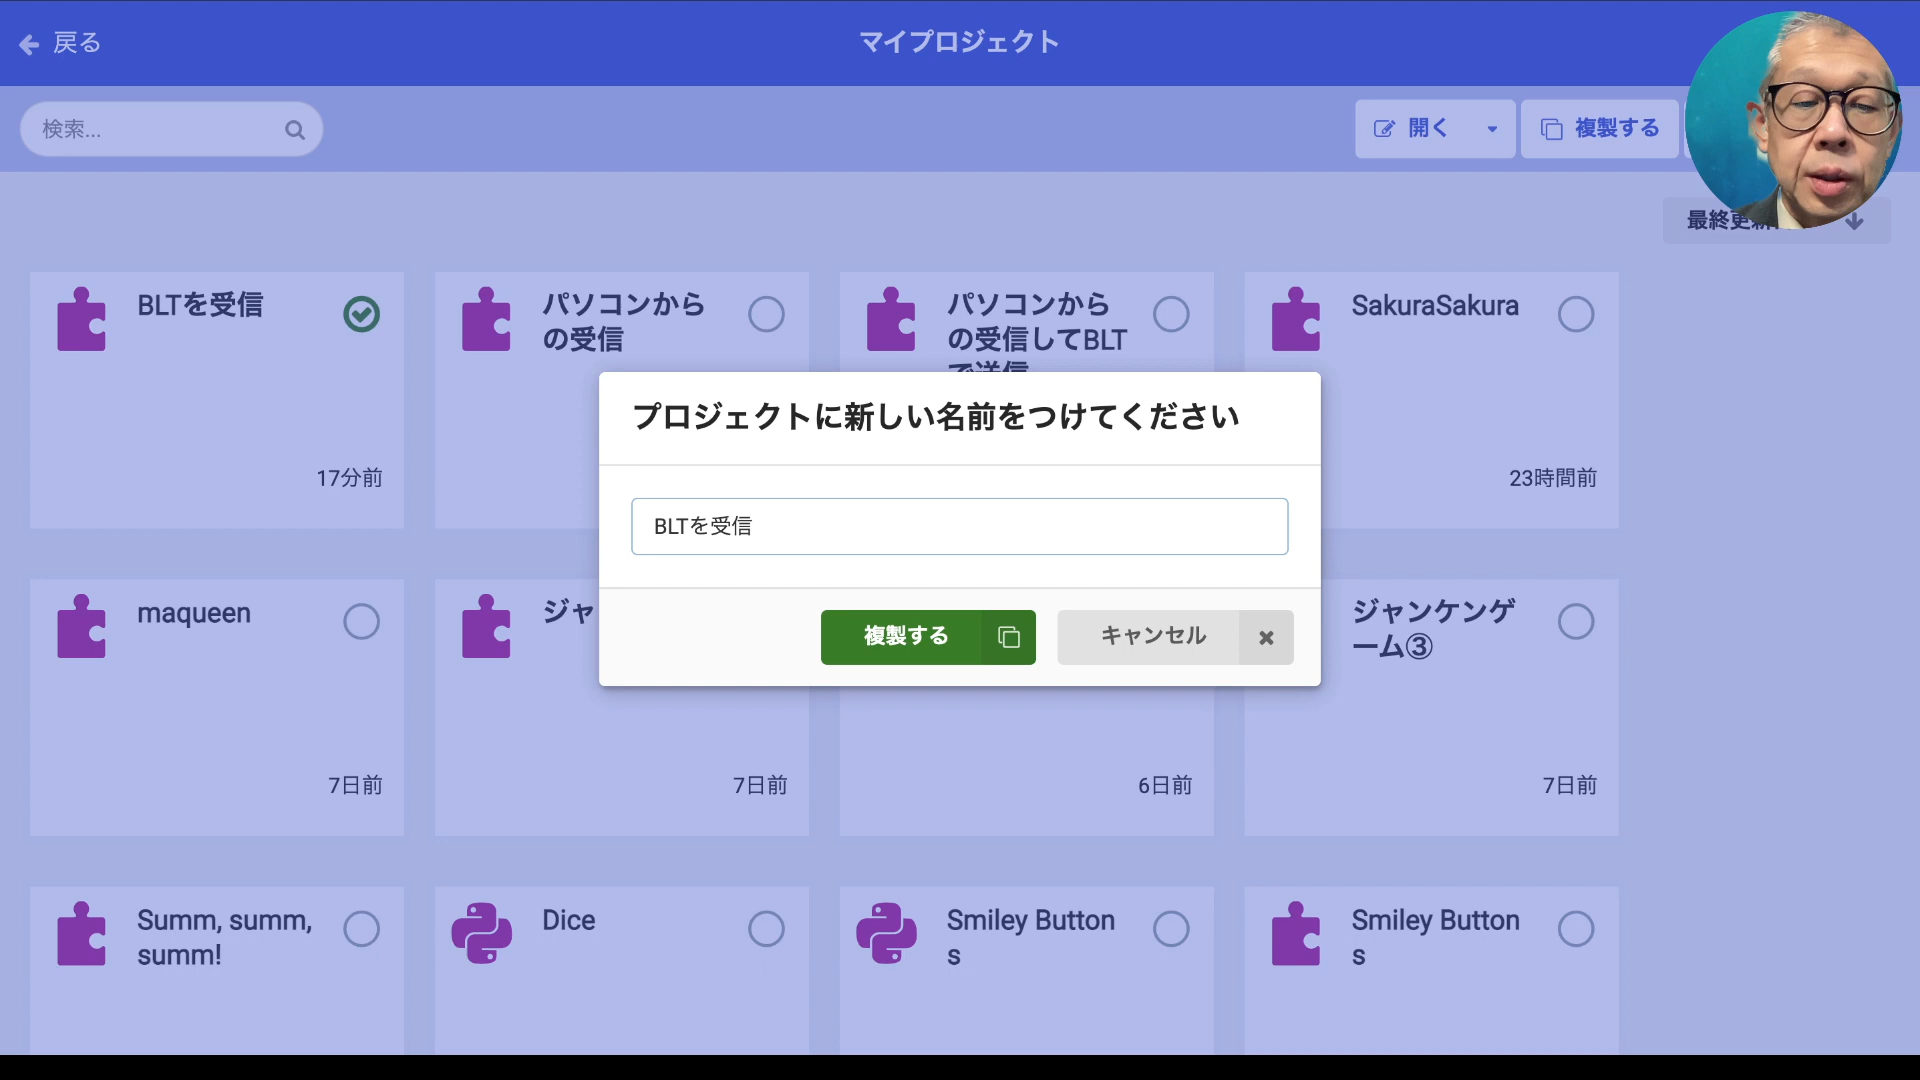 戻る
マイプロジェクト
検索...
開く
複製する
最終更新
BLTを受信
17分前
パソコンから
の受信
パソコンから
の受信してBLT
で送信
SakuraSakura
23時間前
プロジェクトに新しい名前をつけてください
BLTを受信
複製する
キャンセル
maqueen
7日前
ジャ
7日前
6日前
ジャンケンゲ
ーム③
7日前
Summ, summ,
summ!
Dice
Smiley Button
s
Smiley Button
s